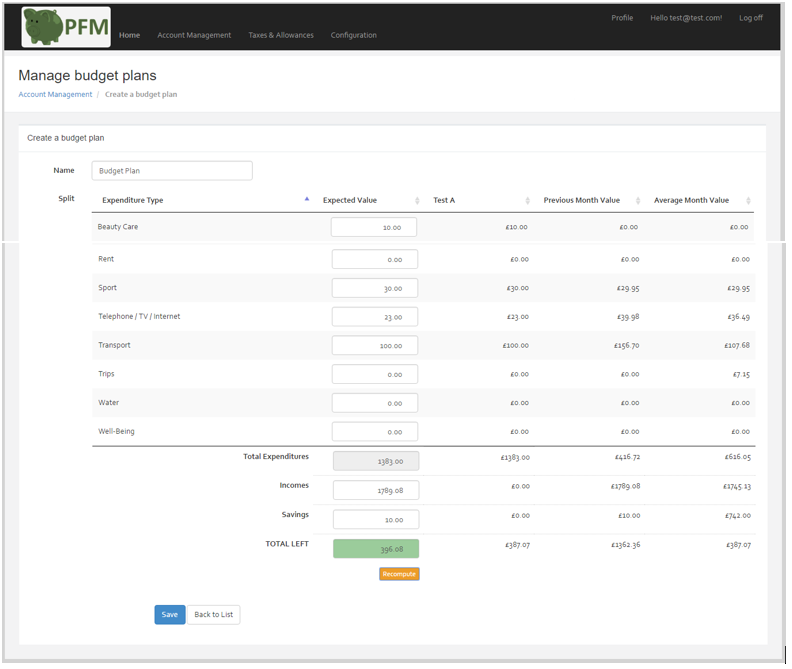 PFM
Home Account Management Taxes & Allowances Configuration Profile Hello test@test.com! Log off
Manage budget plans
Account Management / Create a budget plan
Create a budget plan
Name Budget Plan
Split Expenditure Type Expected Value Test A Previous Month Value Average Month Value
Beauty Care 10.00 £10.00 £0.00 £0.00
Rent 0.00 £0.00 £0.00 £0.00
Sport 30.00 £30.00 £29.95 £29.95
Telephone / TV / Internet 23.00 £23.00 £39.98 £36.49
Transport 100.00 £100.00 £156.70 £107.68
Trips 0.00 £0.00 £0.00 £7.15
Water 0.00 £0.00 £0.00 £0.00
Well-Being 0.00 £0.00 £0.00 £0.00
Total Expenditures 1383.00 £1383.00 £416.72 £616.05
Incomes 1789.08 £0.00 £1789.08 £1745.13
Savings 10.00 £0.00 £10.00 £742.00
TOTAL LEFT 396.08 £387.07 £1362.36 £387.07
Recompute
Save Back to List